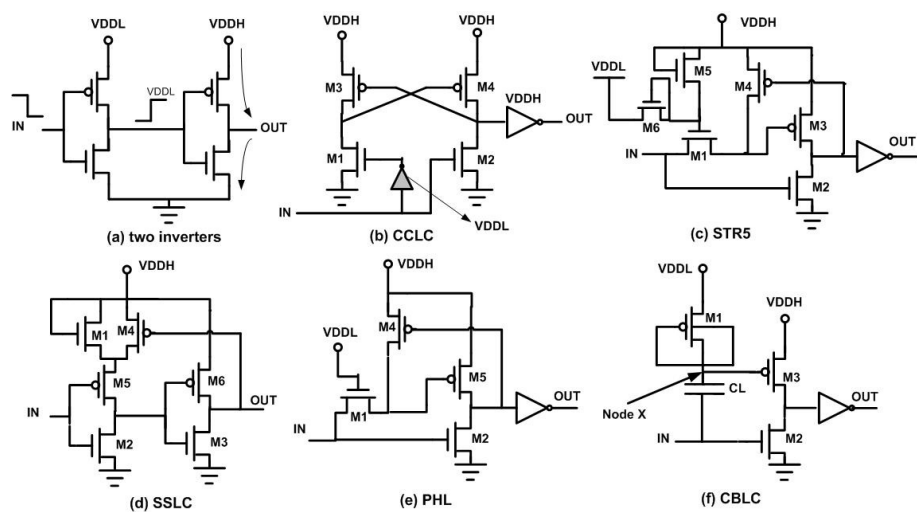 VDDL
VDDH
VDDL
IN
OUT
(a) two inverters
VDDH
VDDH
M3
M4
VDDH
OUT
M1
M2
IN
VDDL
(b) CCLC
VDDH
VDDL
M5
M4
M6
M3
OUT
IN
M1
M2
(c) STR5
VDDH
M1
M4
M5
M6
IN
OUT
M2
M3
(d) SSLC
VDDH
VDDL
M4
M5
OUT
M1
IN
M2
(e) PHL
VDDL
M1
VDDH
M3
CL
OUT
Node X
IN
M2
(f) CBLC